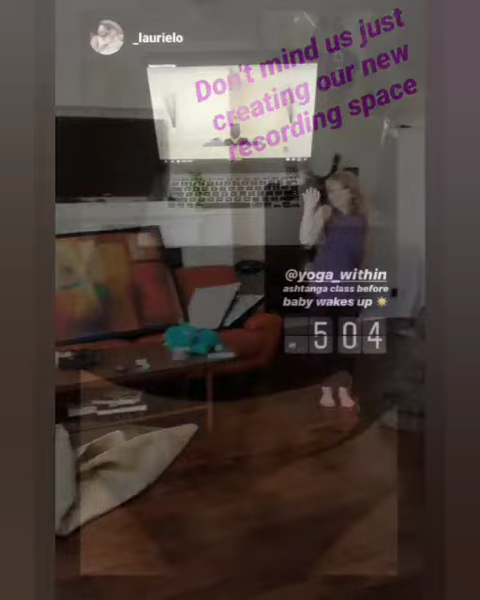 _laurielo
Don't mind us just
creating our new
recording space
@yoga_within
ashtanga class before
baby wakes up ☀
5 04